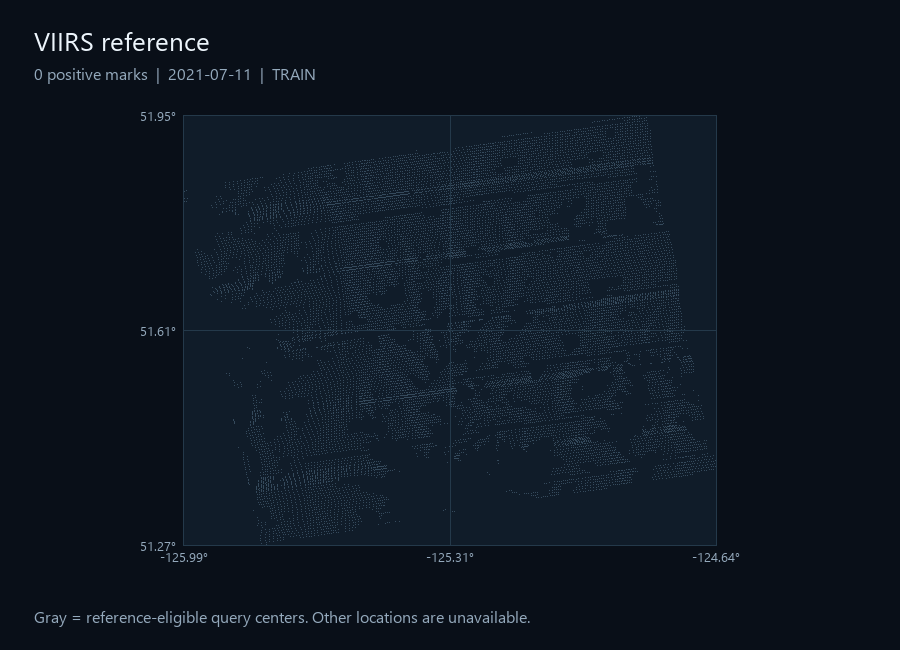 VIIRS reference
0 positive marks | 2021-07-11 | TRAIN
51.95°
51.61°
51.27°
-125.99°
-125.31°
-124.64°
Gray = reference-eligible query centers. Other locations are unavailable.